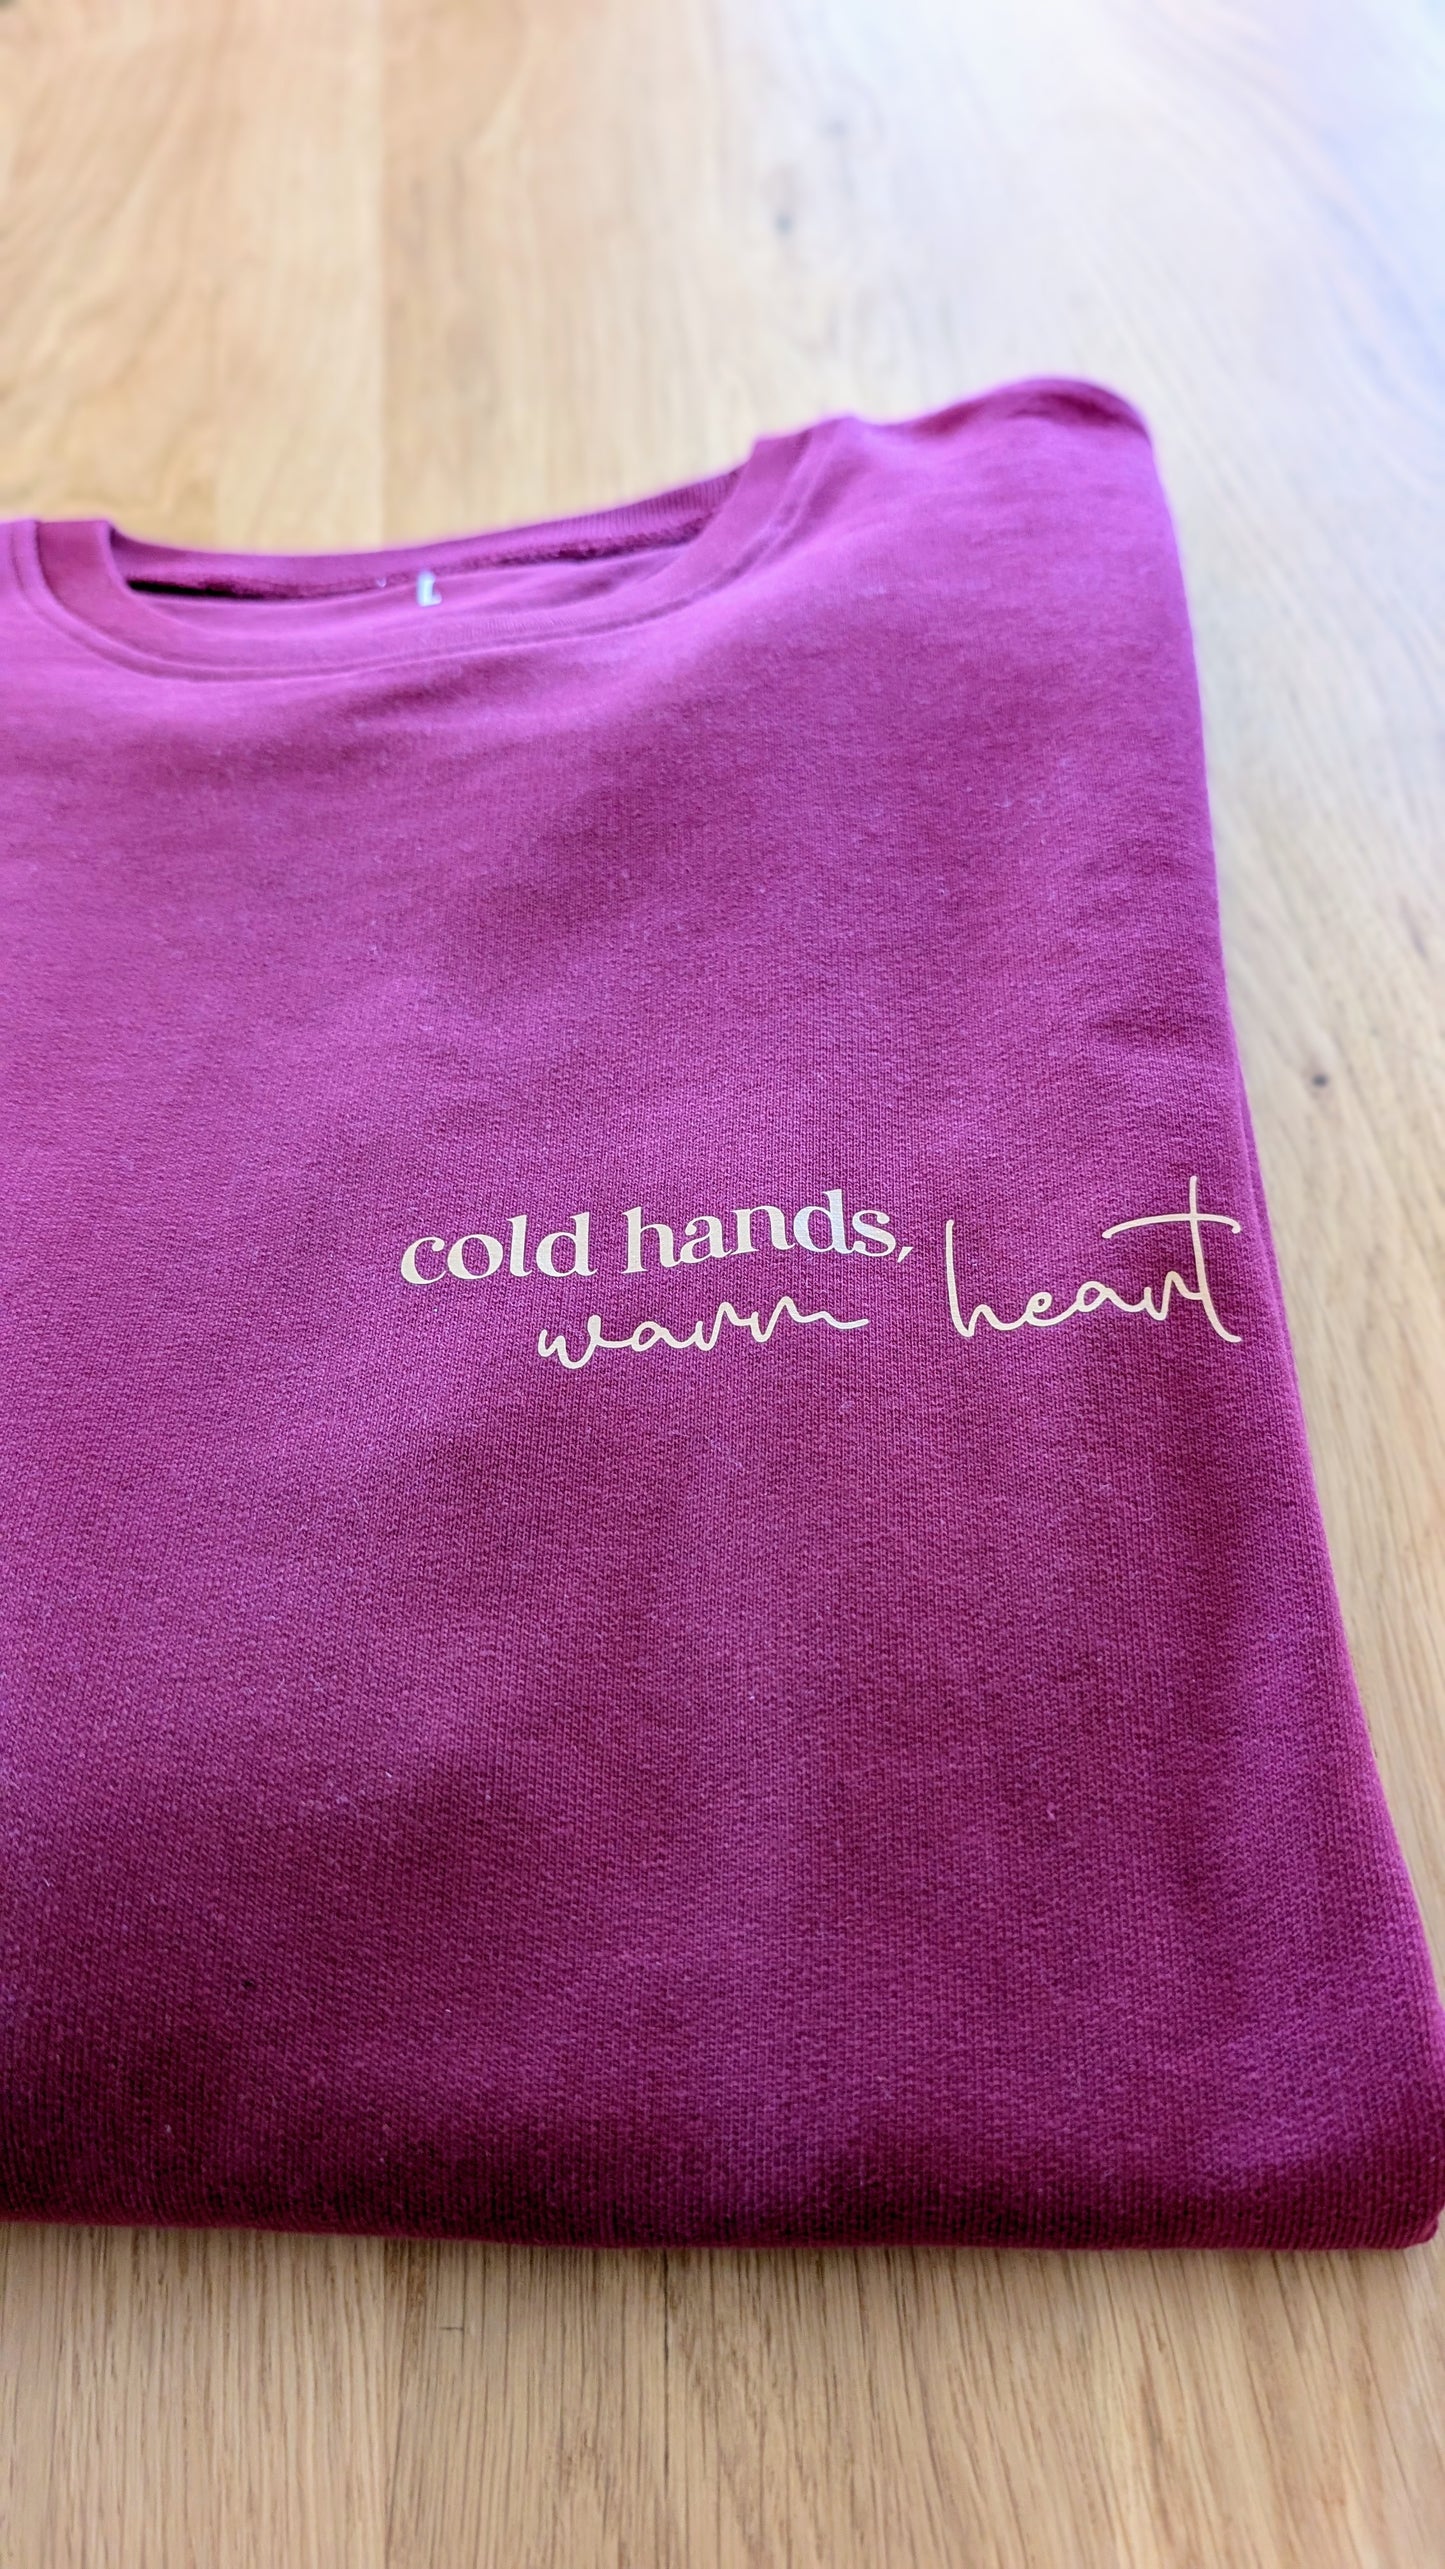 cold hands,
warm heart